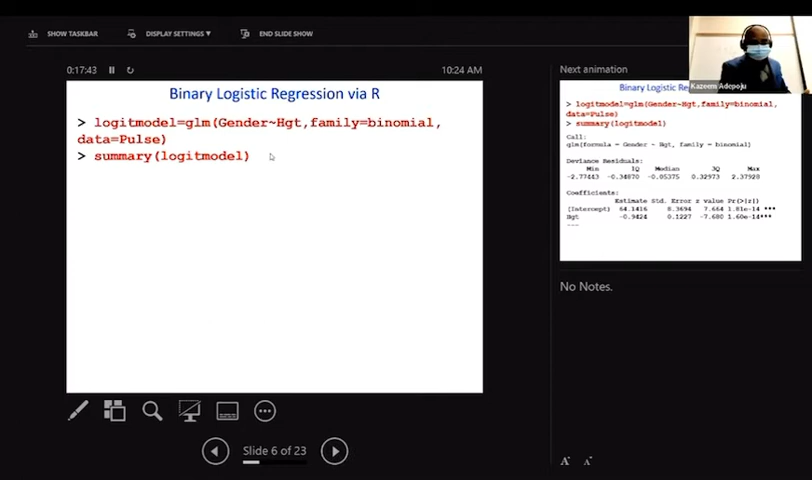 SHOW TASKBAR
DISPLAY SETTINGS ▼
END SLIDE SHOW
0:17:43
10:24 AM
Binary Logistic Regression via R
> logitmodel=glm(Gender~Hgt,family=binomial,
data=Pulse)
> summary(logitmodel)
Slide 6 of 23
Kazeem Adepoju
Next animation
Binary Logistic Re
> logitmodel=glm(Gender~Hgt,family=binomial,
data=Pulse)
> summary(logitmodel)
Call:
glm(formula = Gender ~ Hgt, family = binomial)
Deviance Residuals:
Min 1Q Median 3Q Max
-2.77443 -0.34870 -0.05375 0.32973 2.37928
Coefficients:
Estimate Std. Error z value Pr(>|z|)
(Intercept) 64.1416 8.3694 7.664 1.81e-14 ***
Hgt -0.9424 0.1227 -7.680 1.60e-14***
---
No Notes.
A A